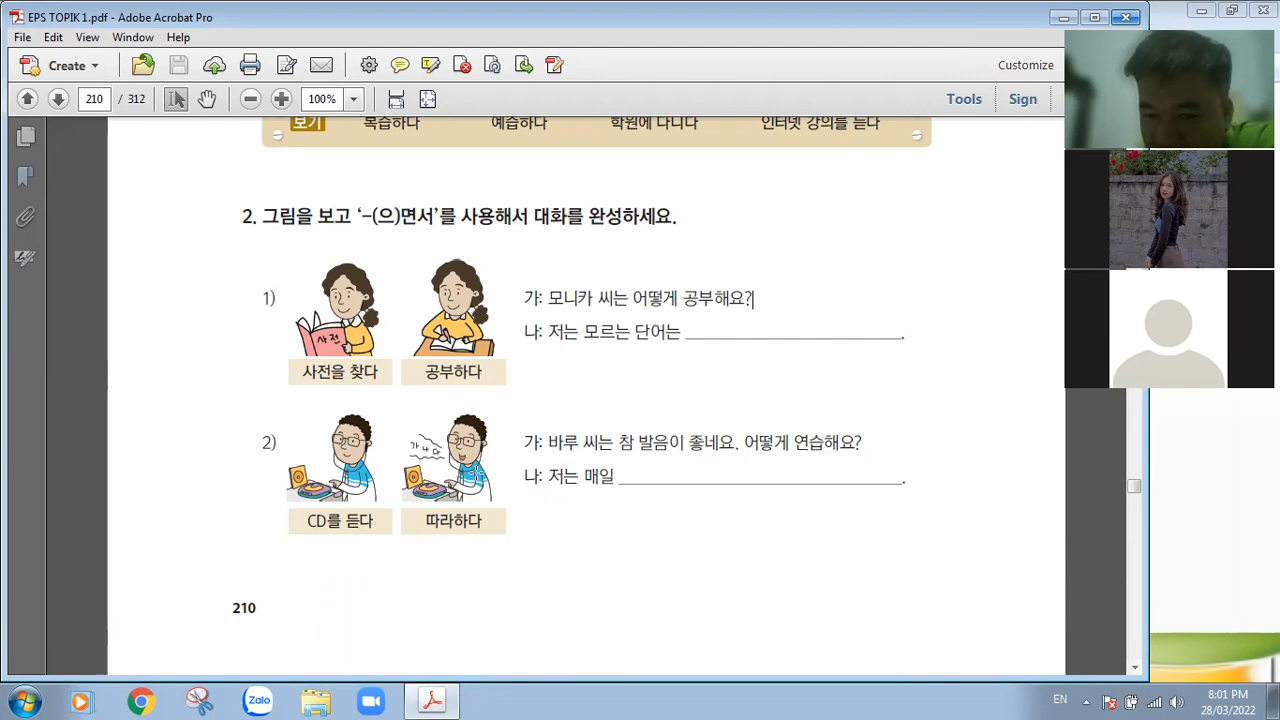 EPS TOPIK 1.pdf - Adobe Acrobat Pro
File Edit View Window Help
Create Customize
210 / 312 100% Tools Sign
보기 복습하다 예습하다 학원에 다니다 인터넷 강의를 듣다
2. 그림을 보고 ‘-(으)면서’를 사용해서 대화를 완성하세요.
1)
사전
사전을 찾다 공부하다
가: 모니카 씨는 어떻게 공부해요?
나: 저는 모르는 단어는 .
2)
가 나 다
CD를 듣다 따라하다
가: 바루 씨는 참 발음이 좋네요. 어떻게 연습해요?
나: 저는 매일 .
210
Zalo
EN
8:01 PM
28/03/2022